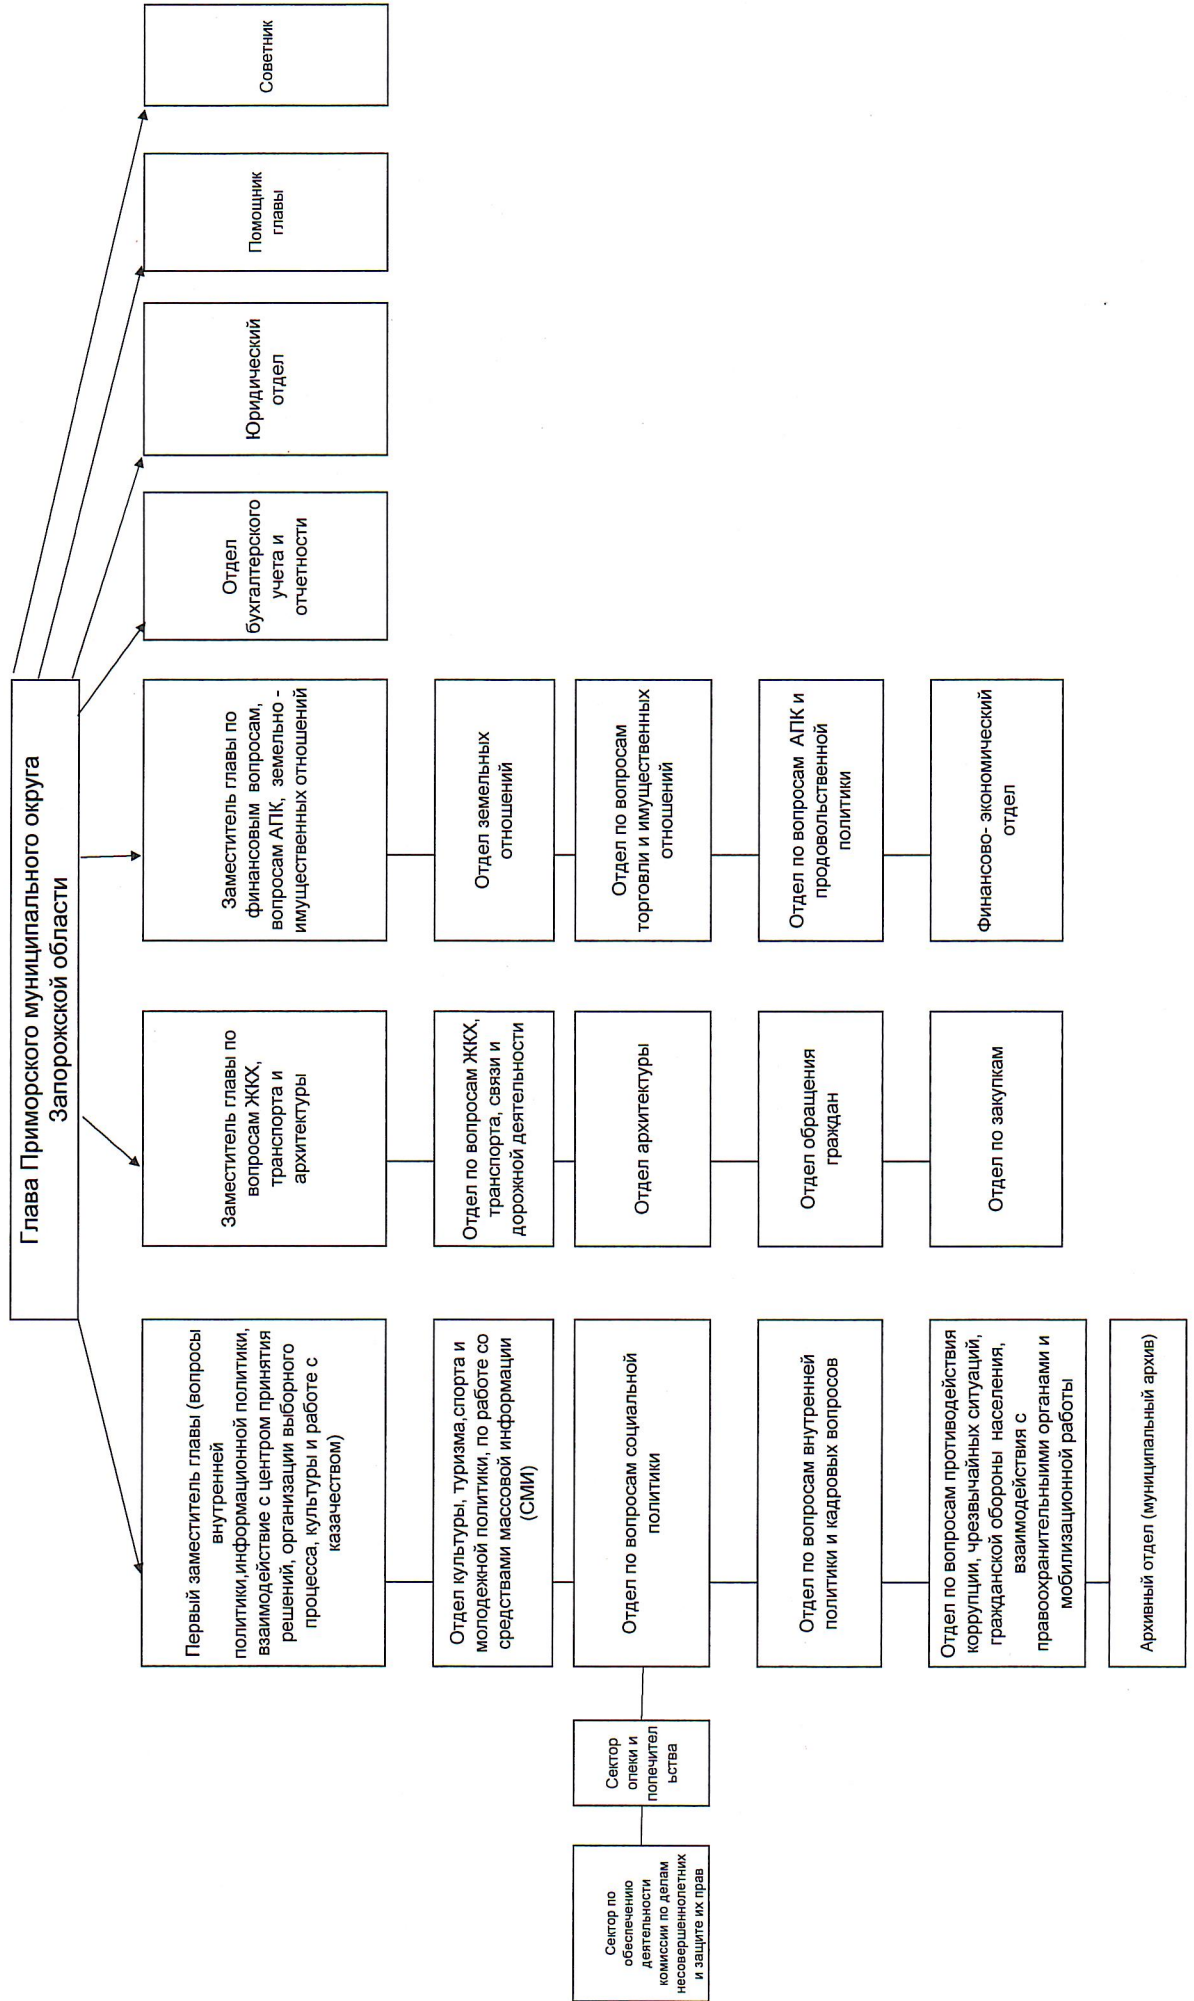 Глава Приморского муниципального округа
Запорожской области
Первый заместитель главы (вопросы
внутренней
политики,информационной политики,
взаимодействие с центром принятия
решений, организации выборного
процесса, культуры и работе с
казачеством)
Заместитель главы по
вопросам ЖКХ,
транспорта и
архитектуры
Заместитель главы по
финансовым вопросам,
вопросам АПК, земельно -
имущественных отношений
Отдел
бухгалтерского
учета и
отчетности
Юридический
отдел
Помощник
главы
Советник
Отдел культуры, туризма,спорта и
молодежной политики, по работе со
средствами массовой информации
(СМИ)
Отдел по вопросам ЖКХ,
транспорта, связи и
дорожной деятельности
Отдел земельных
отношений
Сектор по
обеспечению
деятельности
комиссии по делам
несовершеннолетних
и защите их прав
Сектор
опеки и
попечител
ьства
Отдел по вопросам социальной
политики
Отдел архитектуры
Отдел по вопросам
торговли и имущественных
отношений
Отдел по вопросам внутренней
политики и кадровых вопросов
Отдел обращения
граждан
Отдел по вопросам АПК и
продовольственной
политики
Отдел по вопросам противодействия
коррупции, чрезвычайных ситуаций,
гражданской обороны населения,
взаимодействия с
правоохранительныими органами и
мобилизационной работы
Отдел по закупкам
Финансово- экономический
отдел
Архивный отдел (муниципальный архив)